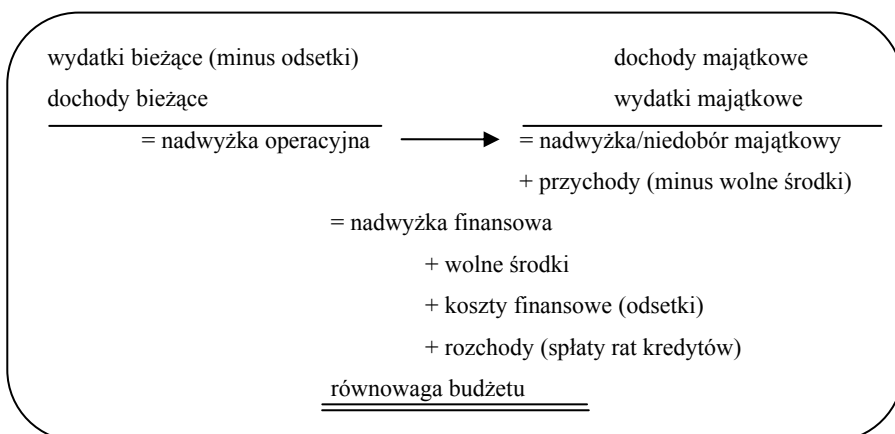 wydatki bieżące (minus odsetki)
dochody bieżące
= nadwyżka operacyjna
dochody majątkowe
wydatki majątkowe
= nadwyżka/niedobór majątkowy
+ przychody (minus wolne środki)
= nadwyżka finansowa
+ wolne środki
+ koszty finansowe (odsetki)
+ rozchody (spłaty rat kredytów)
równowaga budżetu